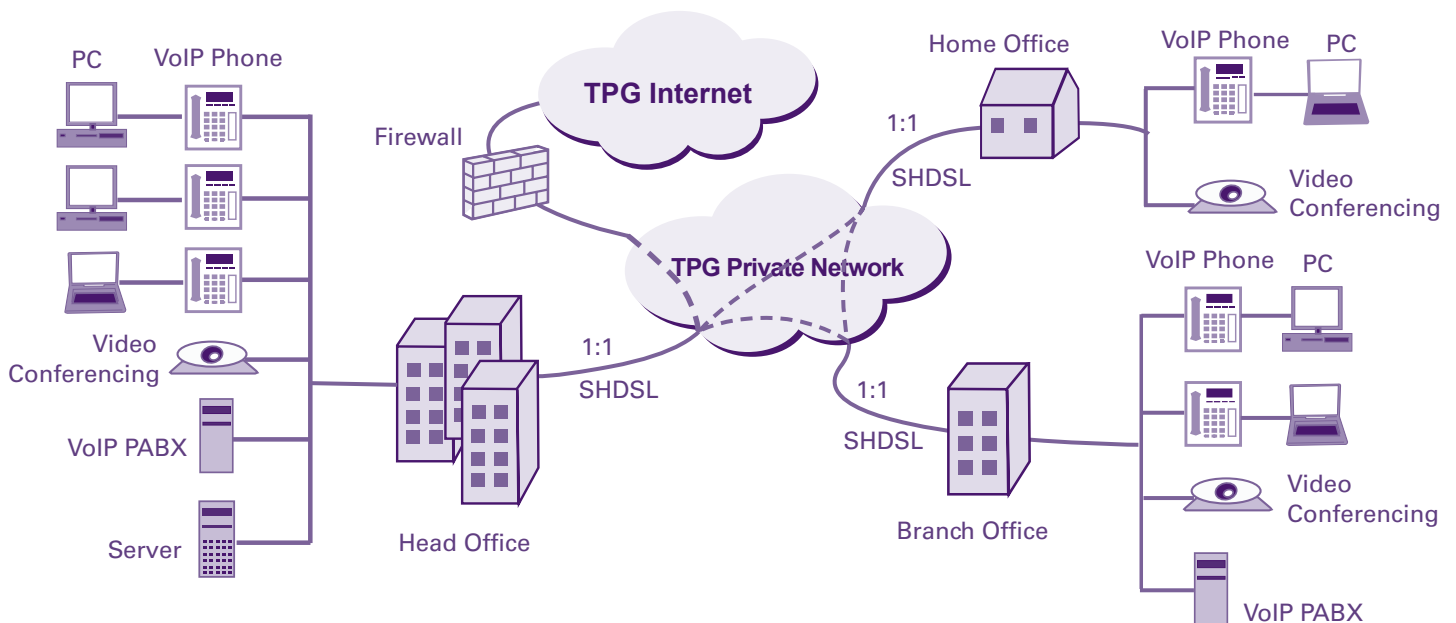 PC
VoIP Phone
TPG Internet
Home Office
VoIP Phone
PC
Firewall
1:1
SHDSL
Video
Conferencing
TPG Private Network
VoIP Phone
PC
Video
Conferencing
1:1
SHDSL
1:1
SHDSL
VoIP PABX
Video
Conferencing
Server
Head Office
Branch Office
VoIP PABX